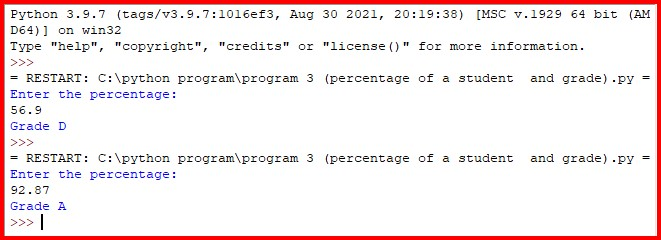 Python 3.9.7 (tags/v3.9.7:1016ef3, Aug 30 2021, 20:19:38) [MSC v.1929 64 bit (AM
D64)] on win32
Type "help", "copyright", "credits" or "license()" for more information.
>>>
= RESTART: C:\python program\program 3 (percentage of a student  and grade).py =
Enter the percentage:
56.9
Grade D
>>>
= RESTART: C:\python program\program 3 (percentage of a student  and grade).py =
Enter the percentage:
92.87
Grade A
>>>